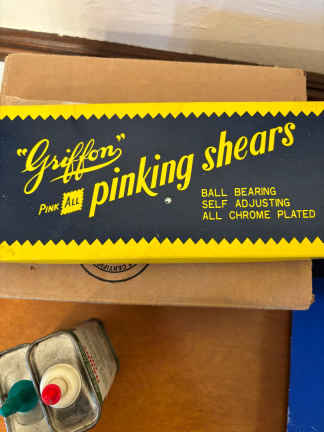 "Griffon"
PINK ALL
pinking shears
BALL BEARING
SELF ADJUSTING
ALL CHROME PLATED